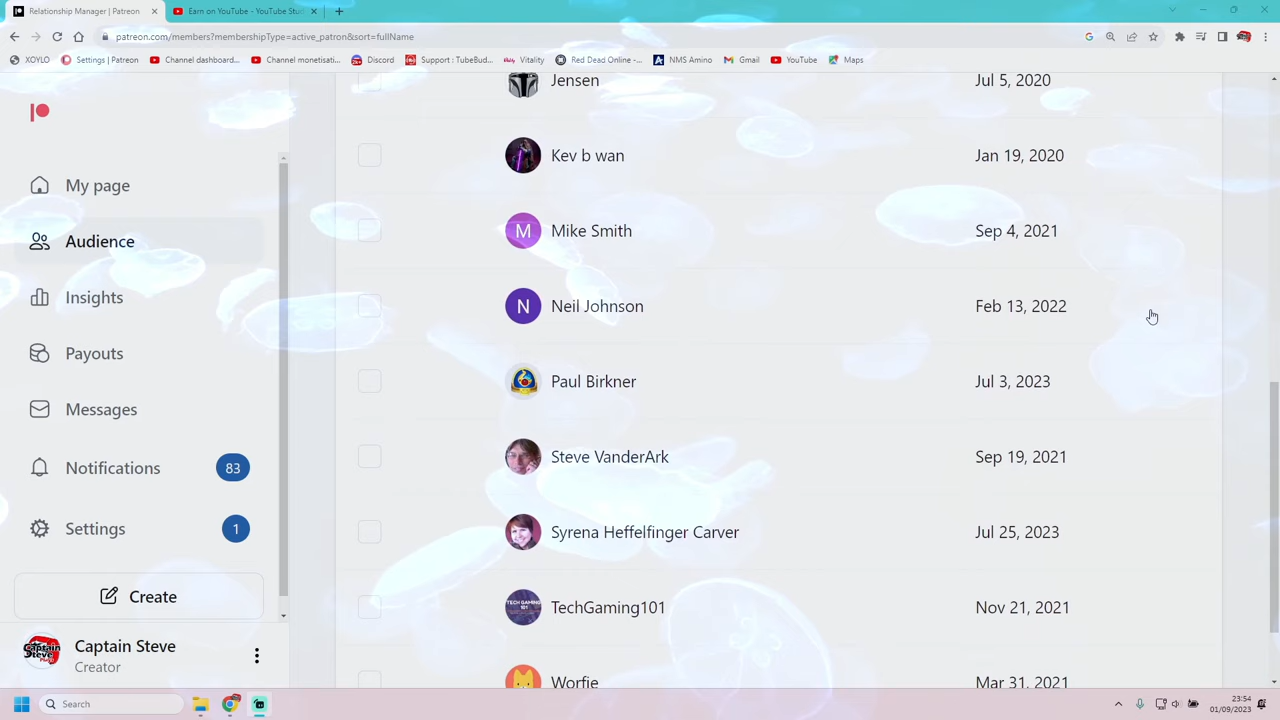 Relationship Manager | Patreon
Earn on YouTube - YouTube Stud
patreon.com/members?membershipType=active_patron&sort=fullName
XOYLO
Settings | Patreon
Channel dashboard...
Channel monetisati...
Discord
Support : TubeBud...
Vitality
Red Dead Online -...
NMS Amino
Gmail
YouTube
Maps
My page
Audience
Insights
Payouts
Messages
Notifications 83
Settings 1
Create
Captain Steve
Creator
Jensen Jul 5, 2020
Kev b wan Jan 19, 2020
M Mike Smith Sep 4, 2021
N Neil Johnson Feb 13, 2022
Paul Birkner Jul 3, 2023
Steve VanderArk Sep 19, 2021
Syrena Heffelfinger Carver Jul 25, 2023
TECH GAMING 101 TechGaming101 Nov 21, 2021
Worfie Mar 31, 2021
Search
23:54
01/09/2023